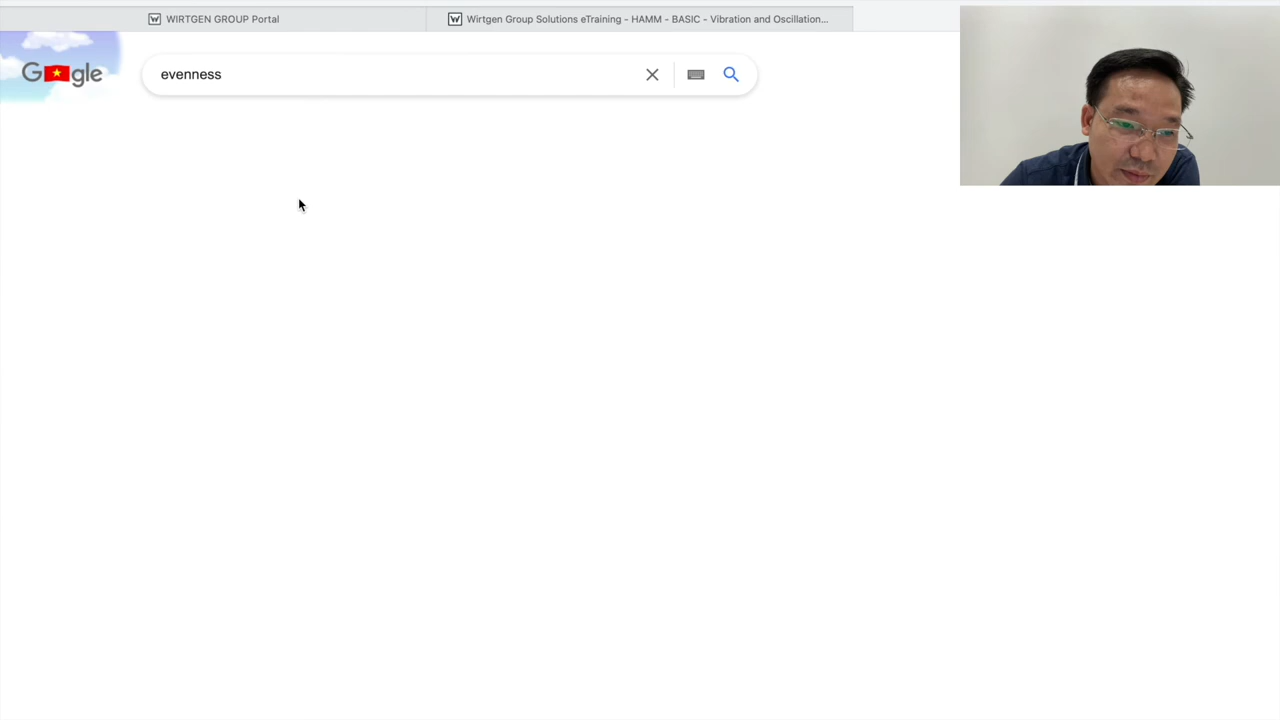 WIRTGEN GROUP Portal
Wirtgen Group Solutions eTraining - HAMM - BASIC - Vibration and Oscillation...
Google
evenness